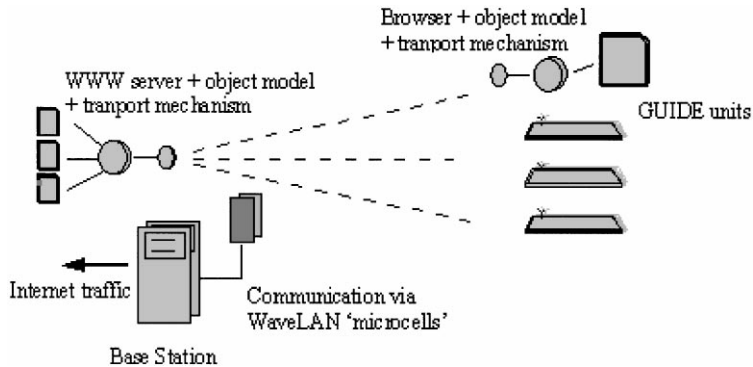 Browser + object model
+ tranport mechanism
WWW server + object model
+ tranport mechanism
GUIDE units
Internet traffic
Communication via
WaveLAN ‘microcells’
Base Station